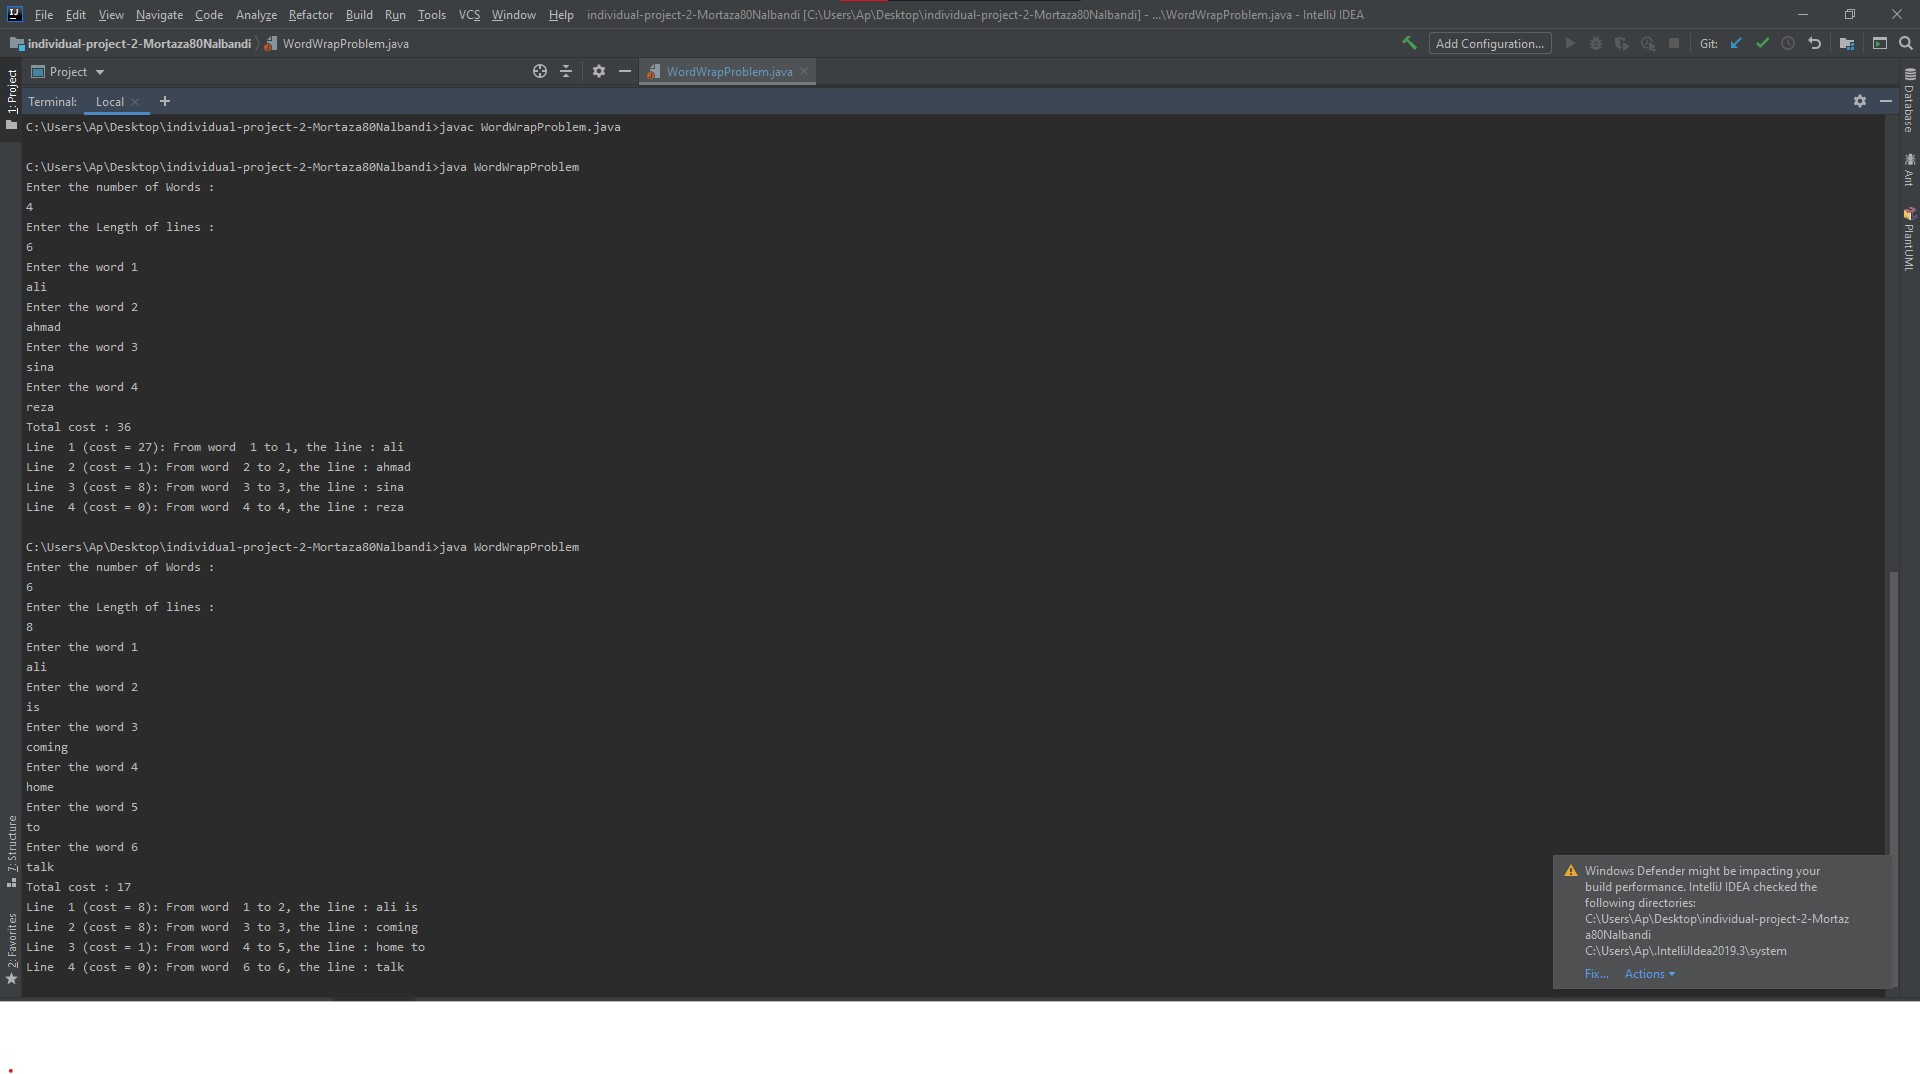 IJ File Edit View Navigate Code Analyze Refactor Build Run Tools VCS Window Help individual-project-2-Mortaza80Nalbandi [C:\Users\Ap\Desktop\individual-project-2-Mortaza80Nalbandi] - ...\WordWrapProblem.java - IntelliJ IDEA
individual-project-2-Mortaza80Nalbandi WordWrapProblem.java Add Configuration... Git:
Project WordWrapProblem.java
Terminal: Local
C:\Users\Ap\Desktop\individual-project-2-Mortaza80Nalbandi>javac WordWrapProblem.java
C:\Users\Ap\Desktop\individual-project-2-Mortaza80Nalbandi>java WordWrapProblem
Enter the number of Words :
4
Enter the Length of lines :
6
Enter the word 1
ali
Enter the word 2
ahmad
Enter the word 3
sina
Enter the word 4
reza
Total cost : 36
Line  1 (cost = 27): From word  1 to 1, the line : ali
Line  2 (cost = 1): From word  2 to 2, the line : ahmad
Line  3 (cost = 8): From word  3 to 3, the line : sina
Line  4 (cost = 0): From word  4 to 4, the line : reza
C:\Users\Ap\Desktop\individual-project-2-Mortaza80Nalbandi>java WordWrapProblem
Enter the number of Words :
6
Enter the Length of lines :
8
Enter the word 1
ali
Enter the word 2
is
Enter the word 3
coming
Enter the word 4
home
Enter the word 5
to
Enter the word 6
talk
Total cost : 17
Line  1 (cost = 8): From word  1 to 2, the line : ali is
Line  2 (cost = 8): From word  3 to 3, the line : coming
Line  3 (cost = 1): From word  4 to 5, the line : home to
Line  4 (cost = 0): From word  6 to 6, the line : talk
1: Project
7: Structure
2: Favorites
Database
Ant
PlantUML
Windows Defender might be impacting your
build performance. IntelliJ IDEA checked the
following directories:
C:\Users\Ap\Desktop\individual-project-2-Mortaz
a80Nalbandi
C:\Users\Ap\.IntelliJIdea2019.3\system
Fix... Actions